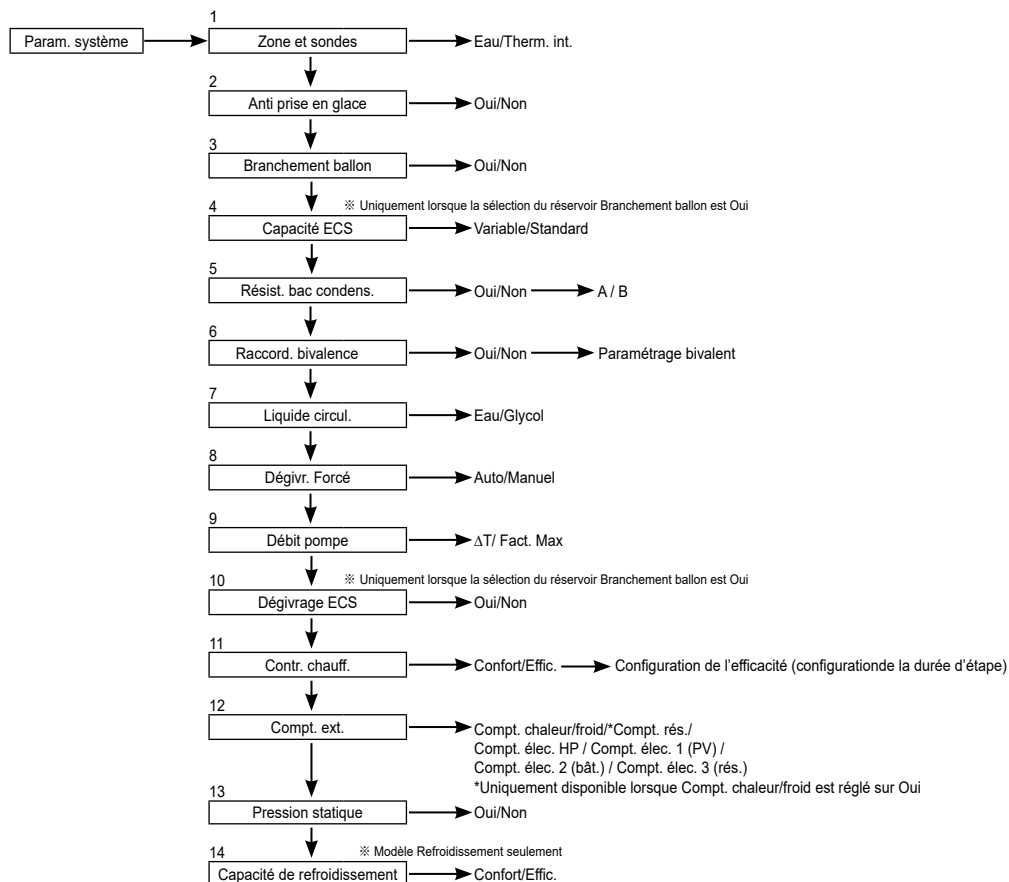 1
Param. système
Zone et sondes
Eau/Therm. int.
2
Anti prise en glace
Oui/Non
3
Branchement ballon
Oui/Non
4
※ Uniquement lorsque la sélection du réservoir Branchement ballon est Oui
Capacité ECS
Variable/Standard
5
Résist. bac condens.
Oui/Non
A / B
6
Raccord. bivalence
Oui/Non
Paramétrage bivalent
7
Liquide circul.
Eau/Glycol
8
Dégivr. Forcé
Auto/Manuel
9
Débit pompe
∆T/ Fact. Max
10
※ Uniquement lorsque la sélection du réservoir Branchement ballon est Oui
Dégivrage ECS
Oui/Non
11
Contr. chauff.
Confort/Effic.
Configuration de l’efficacité (configurationde la durée d’étape)
12
Compt. ext.
Compt. chaleur/froid/*Compt. rés./
Compt. élec. HP / Compt. élec. 1 (PV) /
Compt. élec. 2 (bât.) / Compt. élec. 3 (rés.)
*Uniquement disponible lorsque Compt. chaleur/froid est réglé sur Oui
13
Pression statique
Oui/Non
14
※ Modèle Refroidissement seulement
Capacité de refroidissement
Confort/Effic.